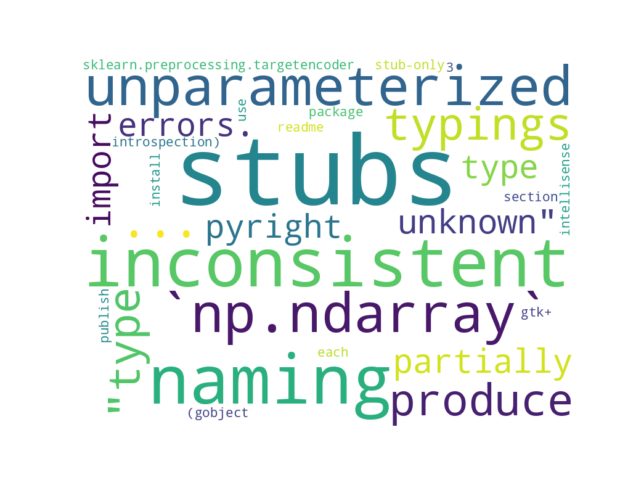 sklearn.preprocessing.targetencoder stub-only 3
unparameterized
import errors. use package typings
readme
introspection)
install stubs type intellisense
section
... pyright unknown"
inconsistent
publish "type `np.ndarray` gtk+
each
naming partially
produce
(gobject